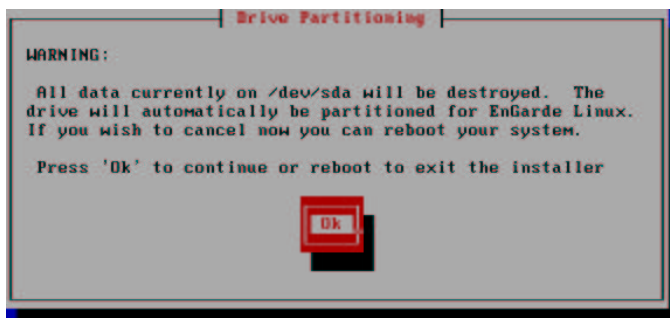 Drive Partitioning
WARNING:
All data currently on /dev/sda will be destroyed. The
drive will automatically be partitioned for EnGarde Linux.
If you wish to cancel now you can reboot your system.
Press 'Ok' to continue or reboot to exit the installer
Ok